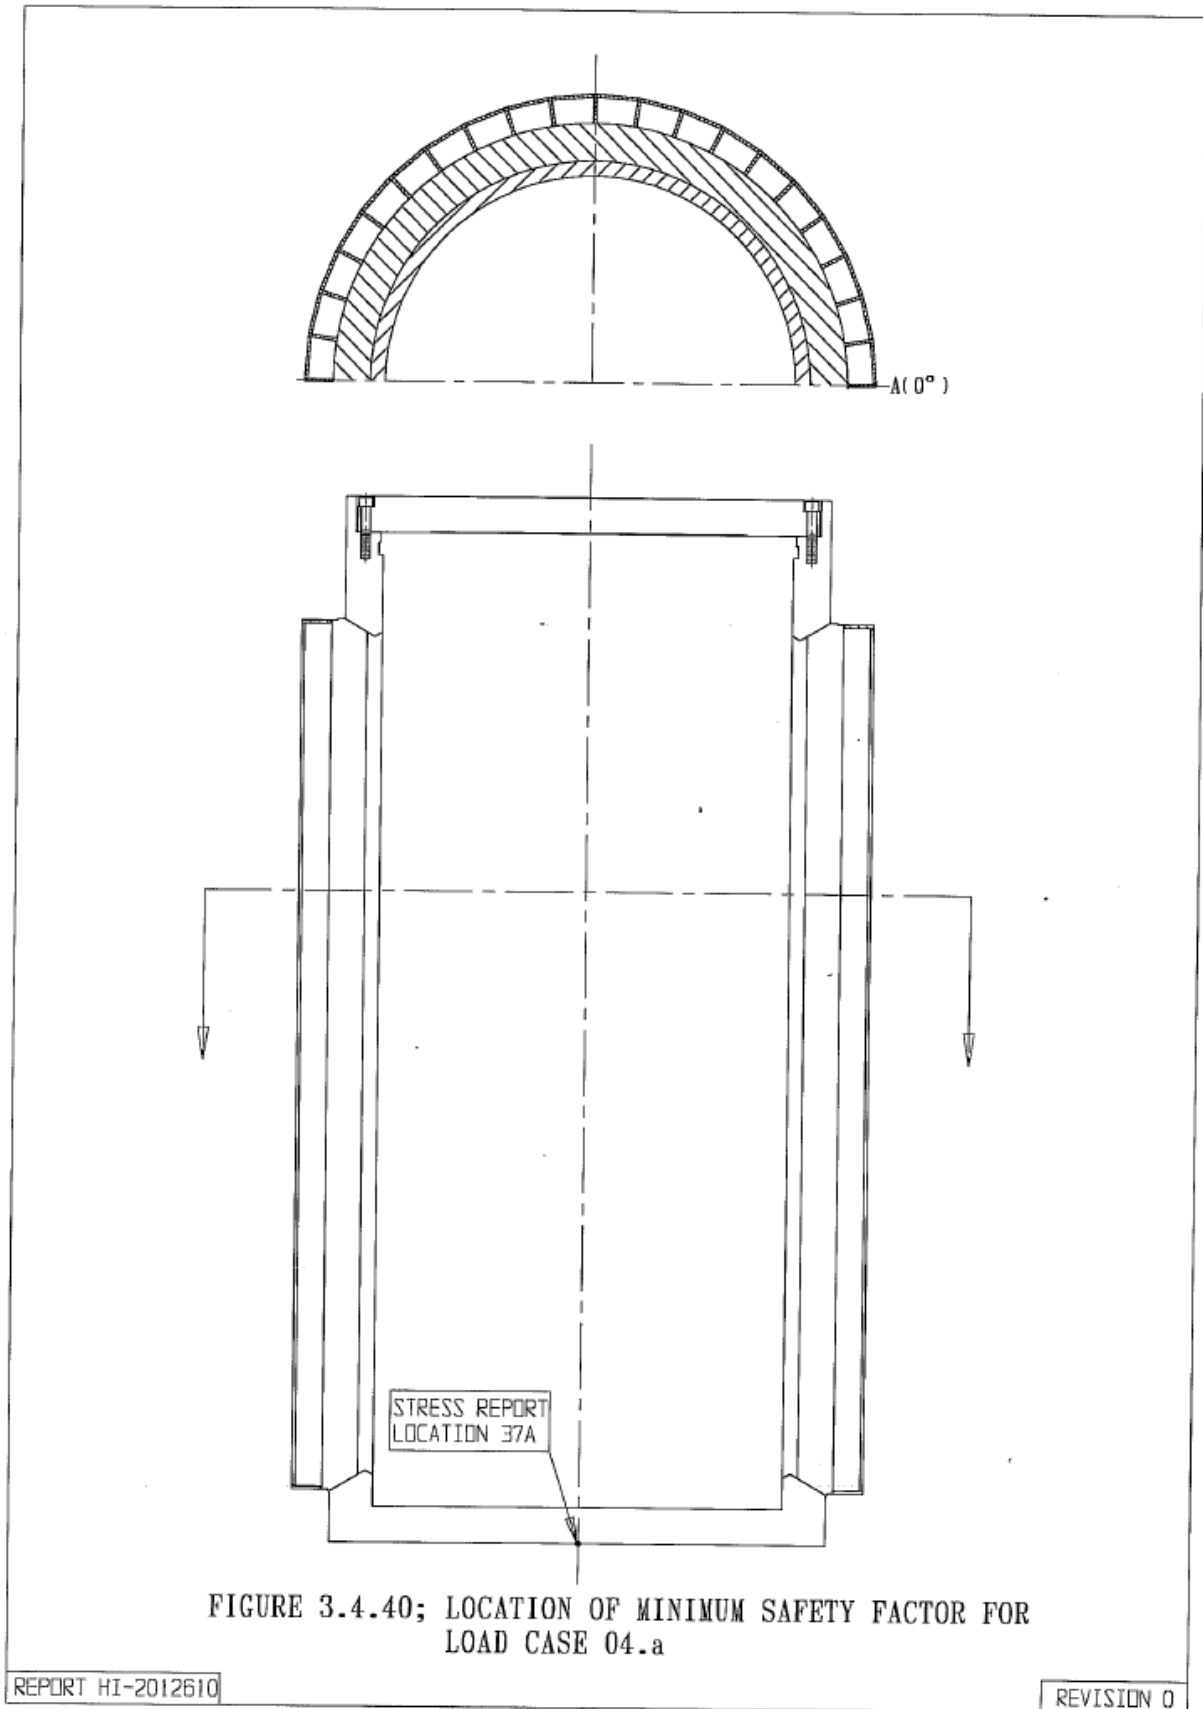 A(0°)
STRESS REPORT
LOCATION 37A
FIGURE 3.4.40; LOCATION OF MINIMUM SAFETY FACTOR FOR
LOAD CASE 04.a
REPORT HI-2012610
REVISION 0